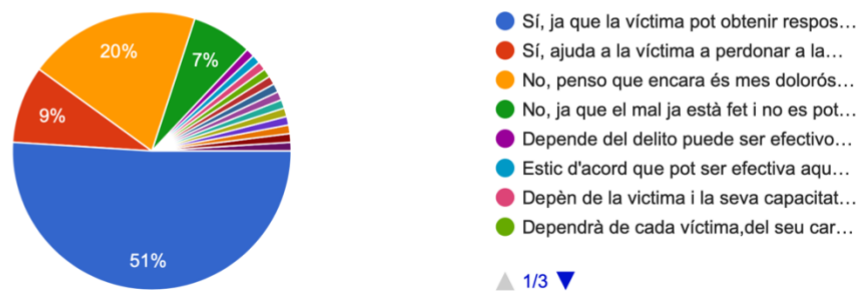 20%
7%
9%
51%
Sí, ja que la víctima pot obtenir respos...
Sí, ajuda a la víctima a perdonar a la...
No, penso que encara és mes dolorós...
No, ja que el mal ja està fet i no es pot...
Depende del delito puede ser efectivo...
Estic d'acord que pot ser efectiva aqu...
Depèn de la victima i la seva capacitat...
Dependrà de cada víctima,del seu car...
1/3